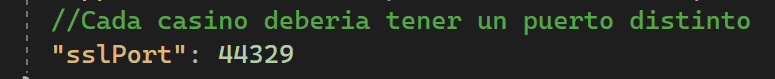 //Cada casino deberia tener un puerto distinto
"sslPort": 44329